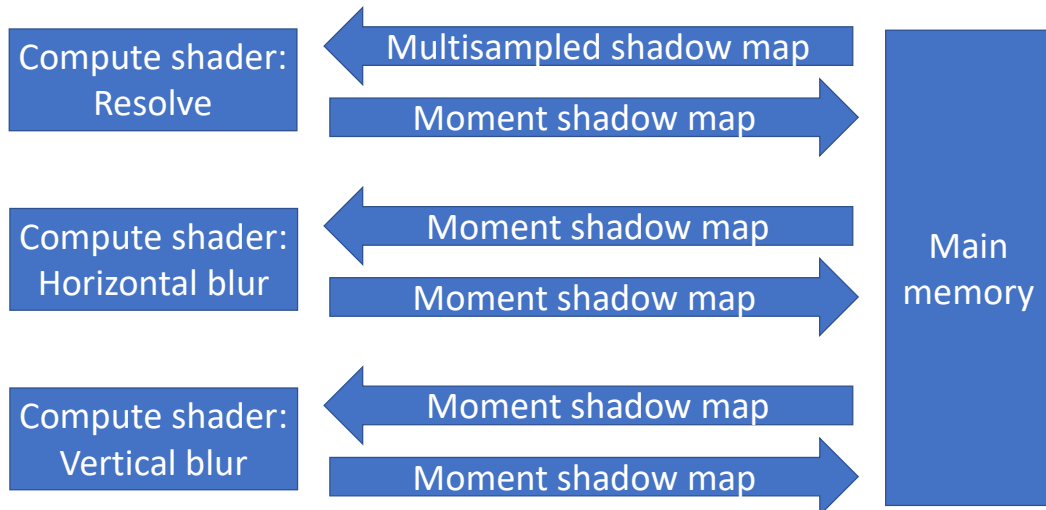 Compute shader:
Resolve
Multisampled shadow map
Moment shadow map
Compute shader:
Horizontal blur
Moment shadow map
Moment shadow map
Compute shader:
Vertical blur
Moment shadow map
Moment shadow map
Main
memory